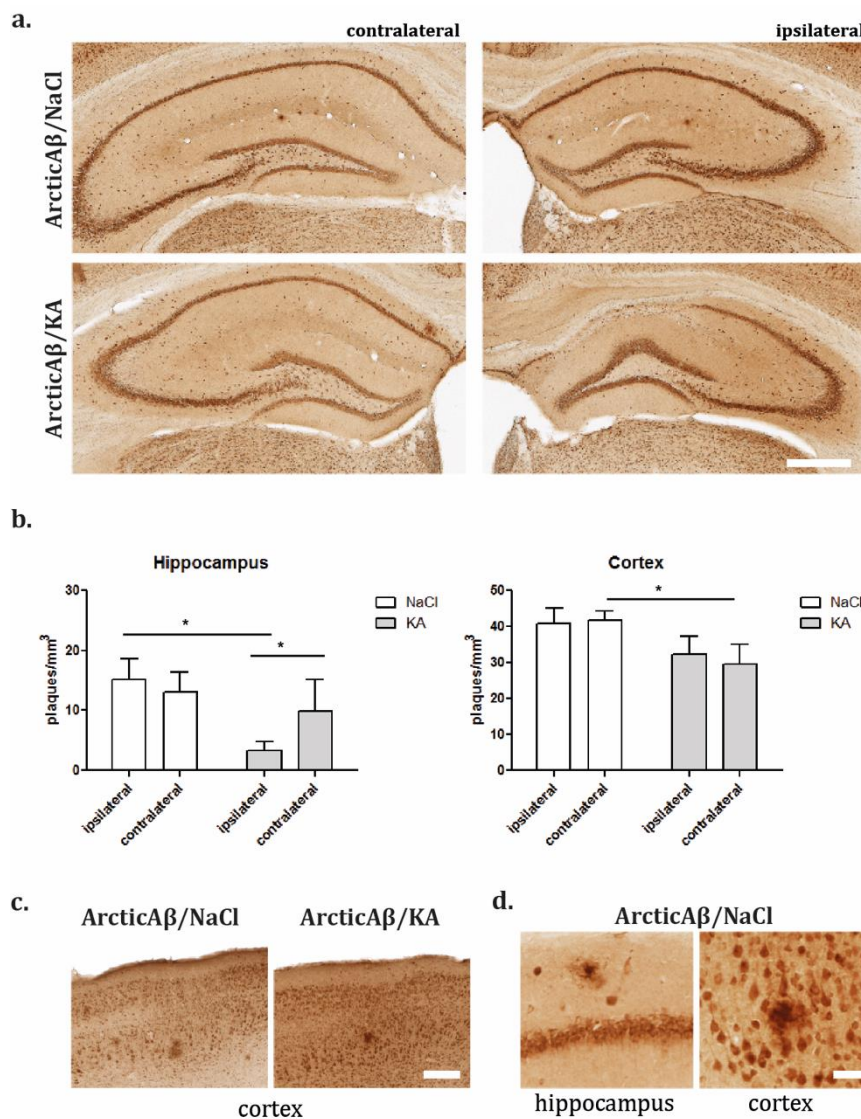 a.
contralateral
ipsilateral
ArcticAβ/NaCl
ArcticAβ/KA
b.
Hippocampus
plaques/mm³
30
20
10
0
*
*
NaCl
KA
ipsilateral
contralateral
ipsilateral
contralateral
Cortex
plaques/mm³
50
40
30
20
10
0
*
NaCl
KA
ipsilateral
contralateral
ipsilateral
contralateral
c.
ArcticAβ/NaCl
ArcticAβ/KA
cortex
d.
ArcticAβ/NaCl
hippocampus
cortex